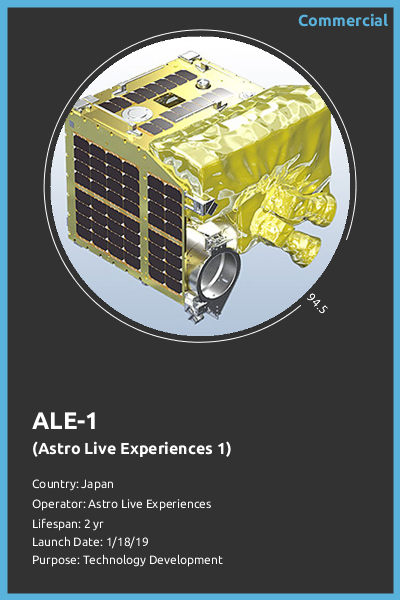 Commercial
94.5
ALE-1
(Astro Live Experiences 1)
Country: Japan
Operator: Astro Live Experiences
Lifespan: 2 yr
Launch Date: 1/18/19
Purpose: Technology Development